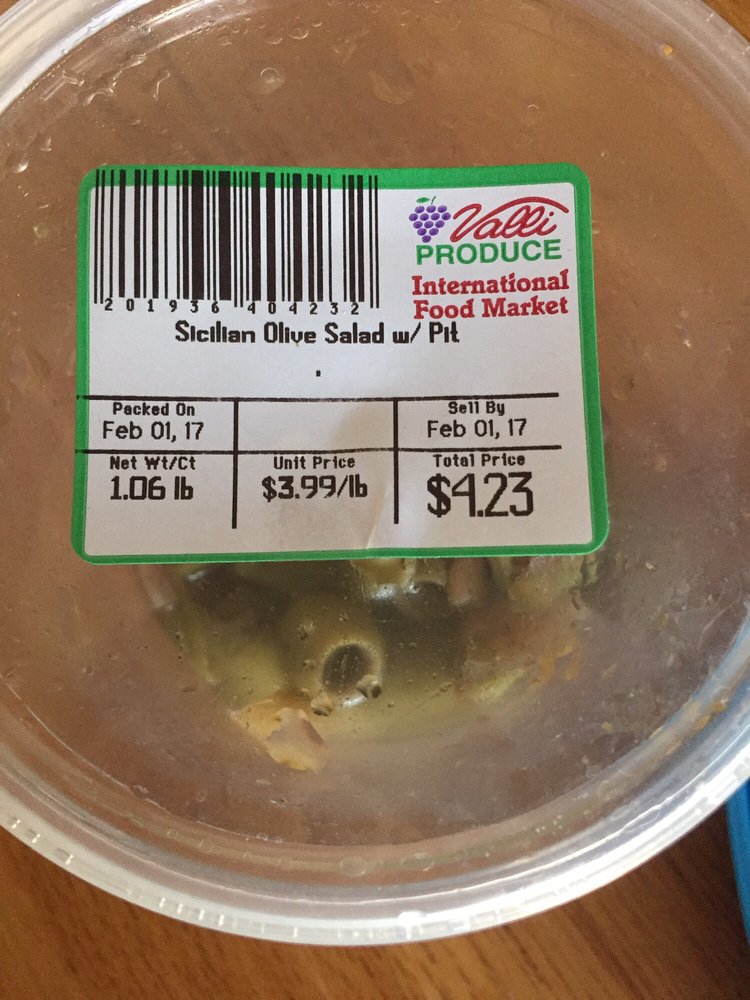 Valli
PRODUCE
International
Food Market
201936 404232
Sicilian Olive Salad w/ Pit
.
Packed On
Feb 01, 17
Sell By
Feb 01, 17
Net Wt/Ct
1.06 lb
Unit Price
$3.99/lb
Total Price
$4.23